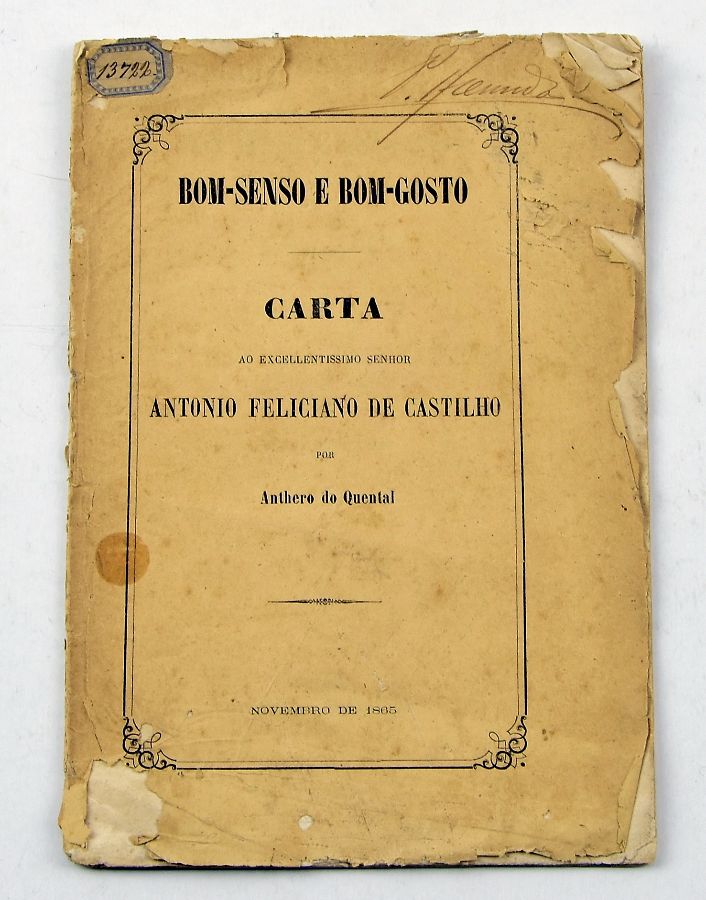 13722
BOM-SENSO E BOM-GOSTO
CARTA
AO EXCELLENTISSIMO SENHOR
ANTONIO FELICIANO DE CASTILHO
POR
Anthero do Quental
NOVEMBRO DE 1865